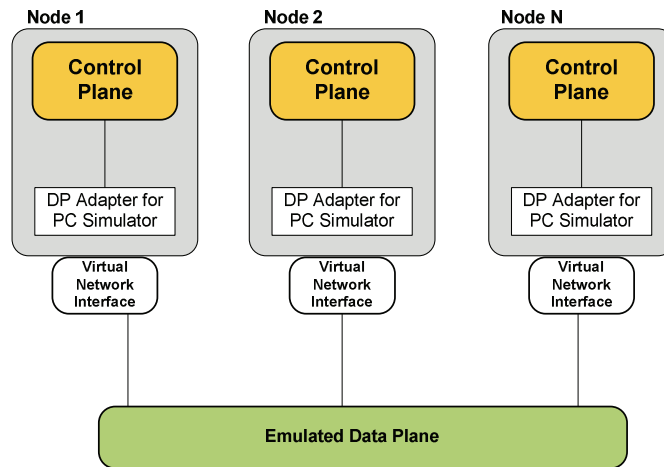 Node 1
Node 2
Node N
Control
Plane
Control
Plane
Control
Plane
DP Adapter for
PC Simulator
DP Adapter for
PC Simulator
DP Adapter for
PC Simulator
Virtual
Network
Interface
Virtual
Network
Interface
Virtual
Network
Interface
Emulated Data Plane